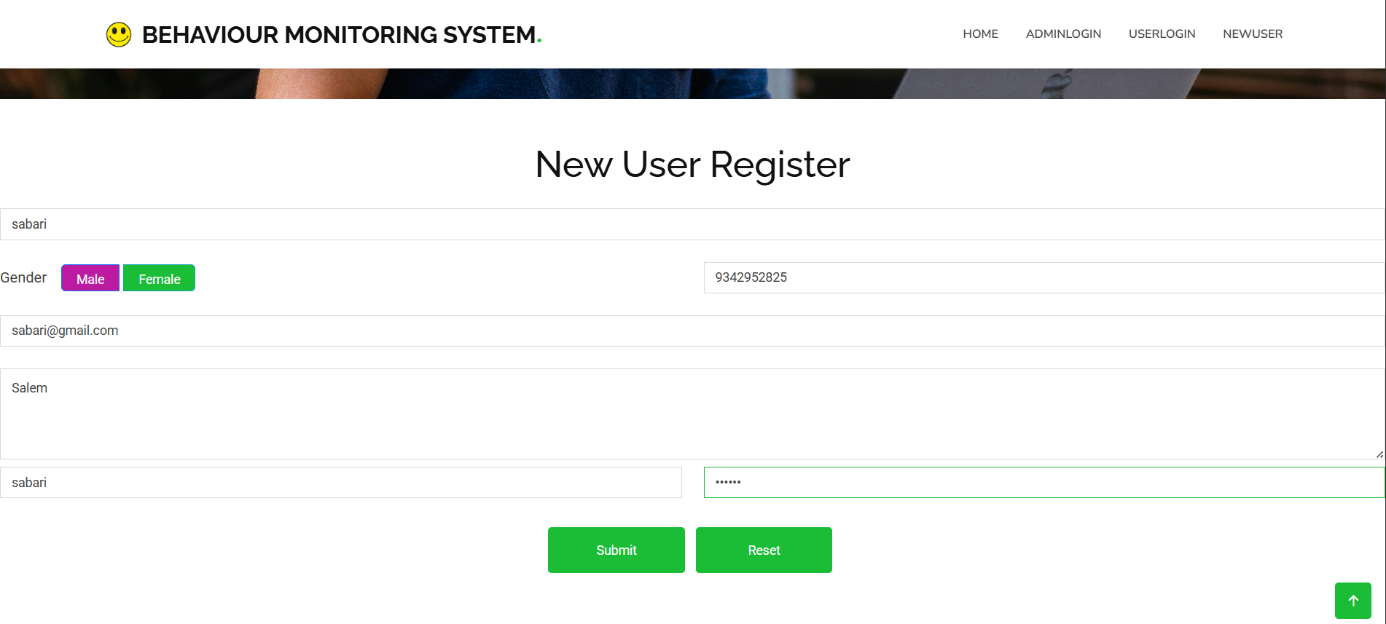 BEHAVIOUR MONITORING SYSTEM.
HOME ADMINLOGIN USERLOGIN NEWUSER
New User Register
sabari
Gender Male Female 9342952825
sabari@gmail.com
Salem
sabari ••••••
Submit Reset